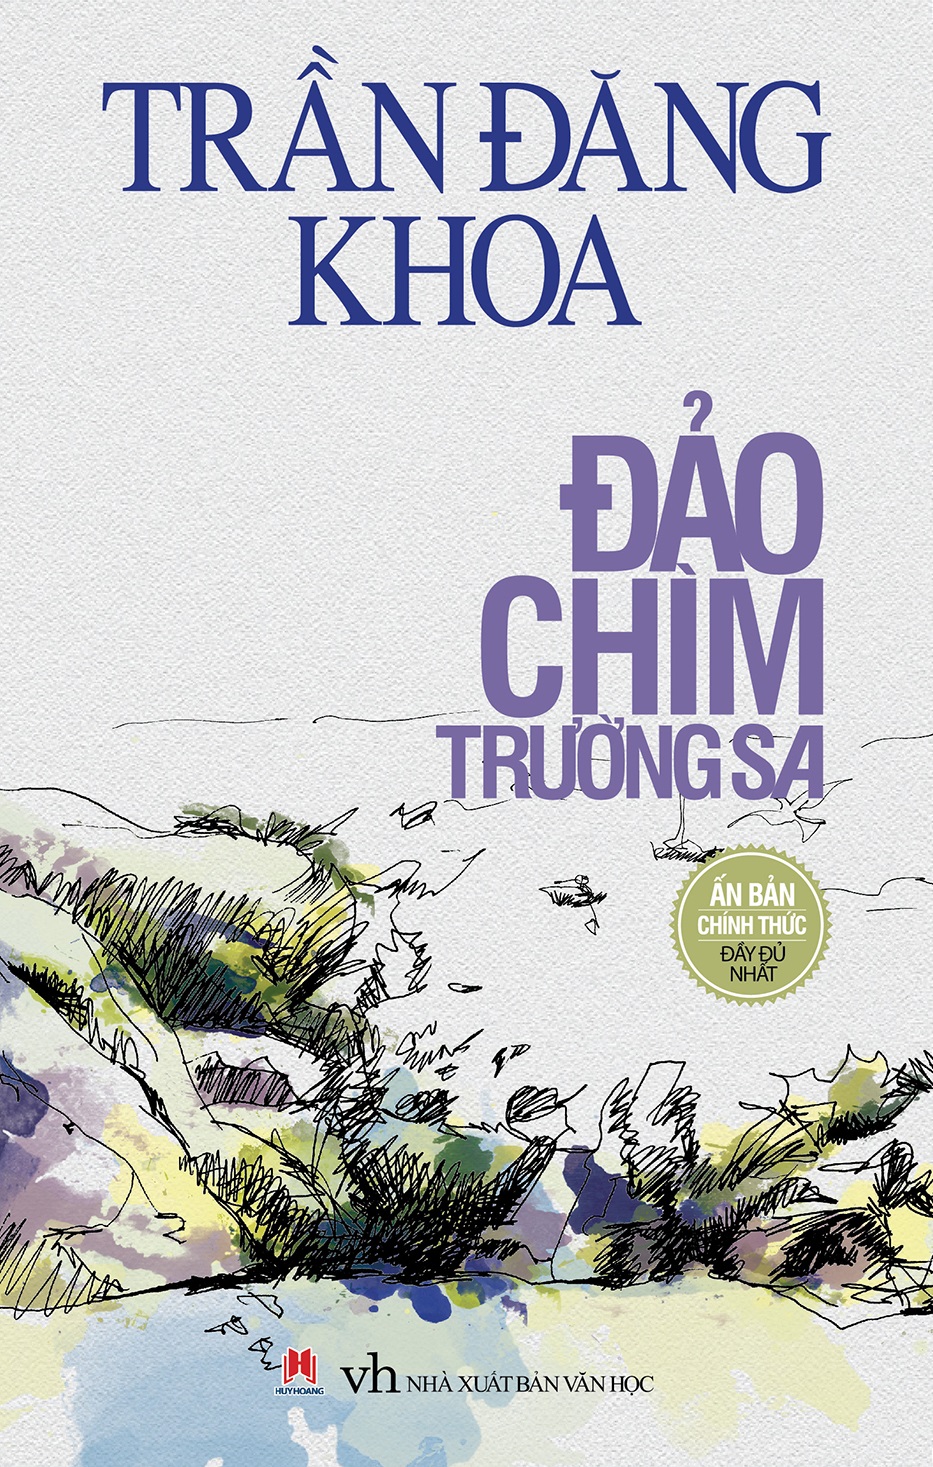 TRẦN ĐĂNG
KHOA
ĐẢO
CHÌM
TRƯỜNG SA
ẤN BẢN
CHÍNH THỨC
ĐẦY ĐỦ
NHẤT
HUY HOANG
vh NHÀ XUẤT BẢN VĂN HỌC